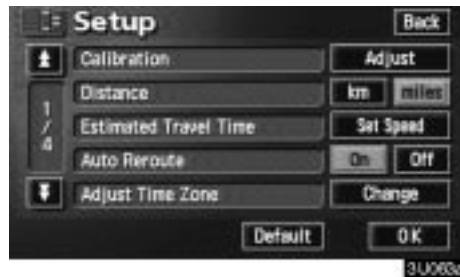 Setup Back
Calibration Adjust
Distance km miles
1/4
Estimated Travel Time Set Speed
Auto Reroute On Off
Adjust Time Zone Change
Default OK